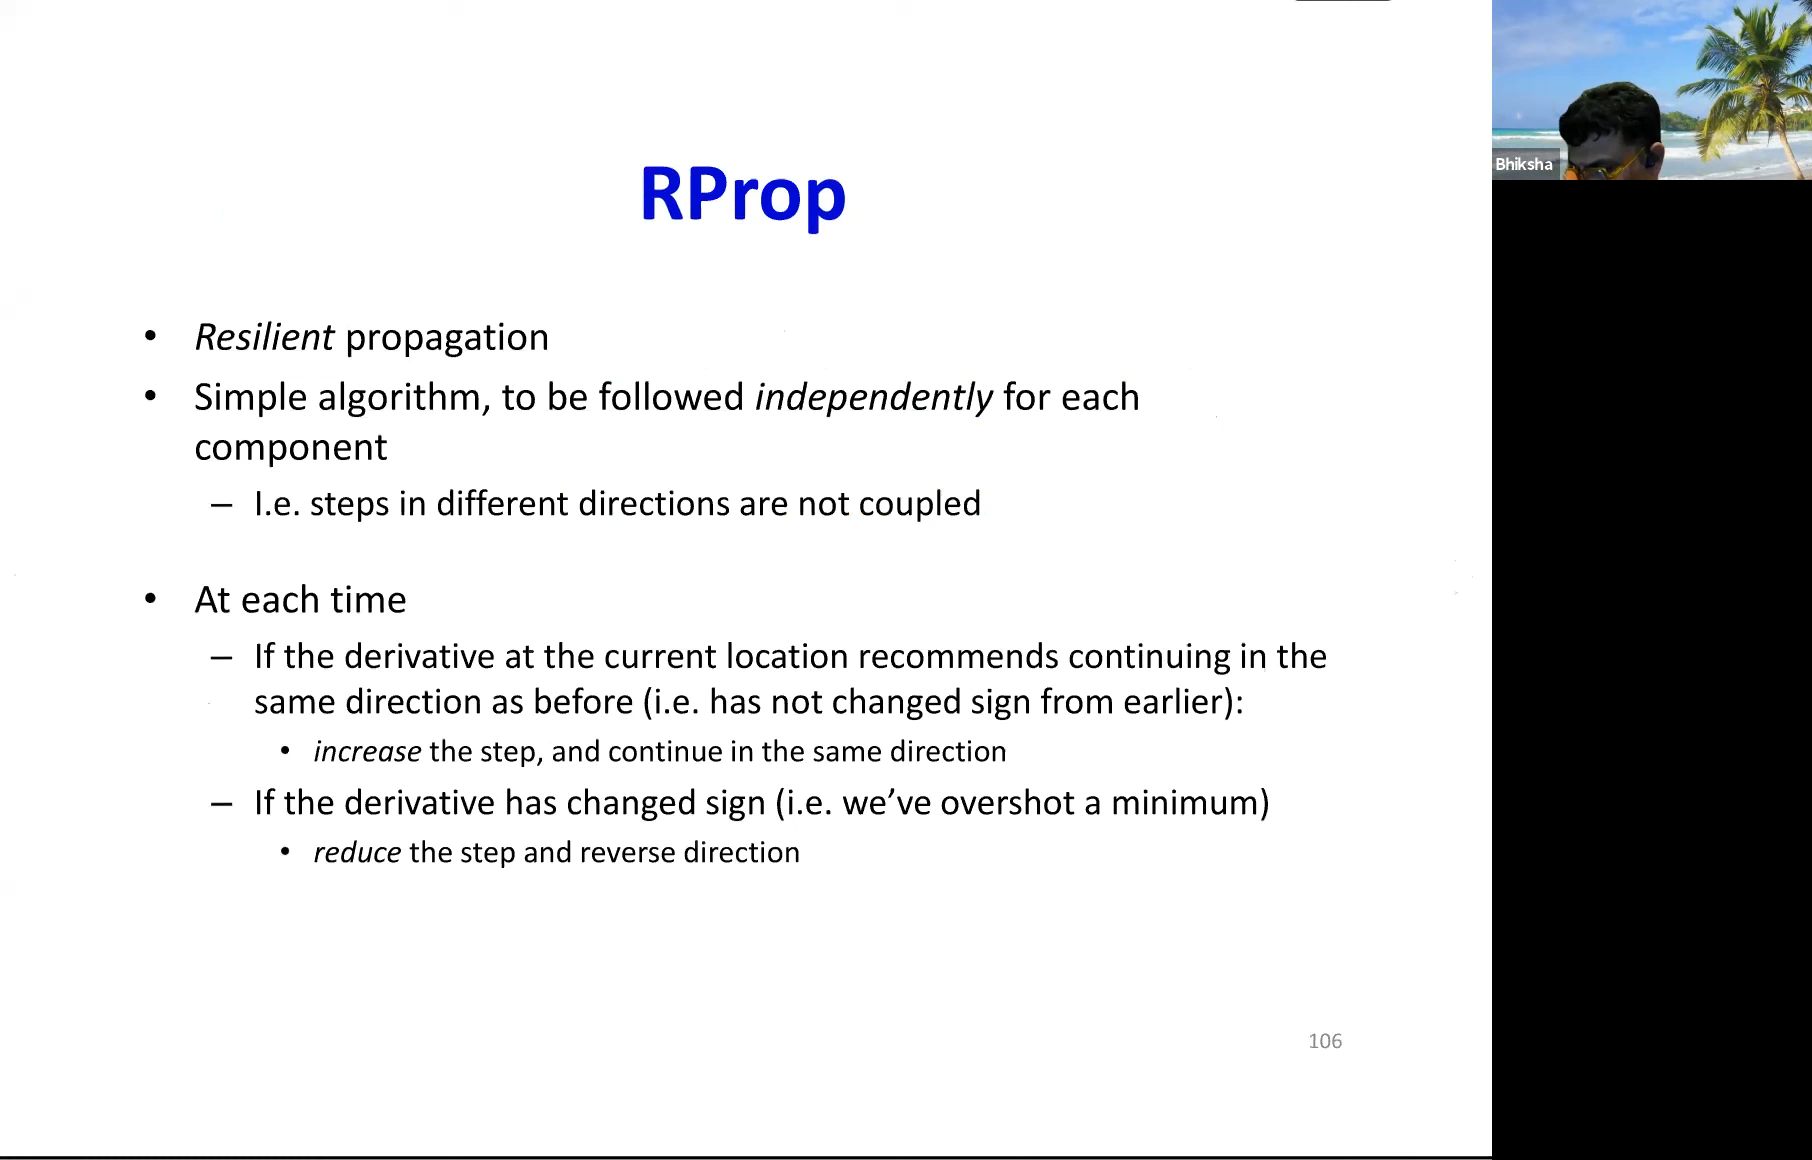 RProp
• Resilient propagation
• Simple algorithm, to be followed independently for each
component
– I.e. steps in different directions are not coupled
• At each time
– If the derivative at the current location recommends continuing in the
same direction as before (i.e. has not changed sign from earlier):
• increase the step, and continue in the same direction
– If the derivative has changed sign (i.e. we’ve overshot a minimum)
• reduce the step and reverse direction
106
Bhiksha